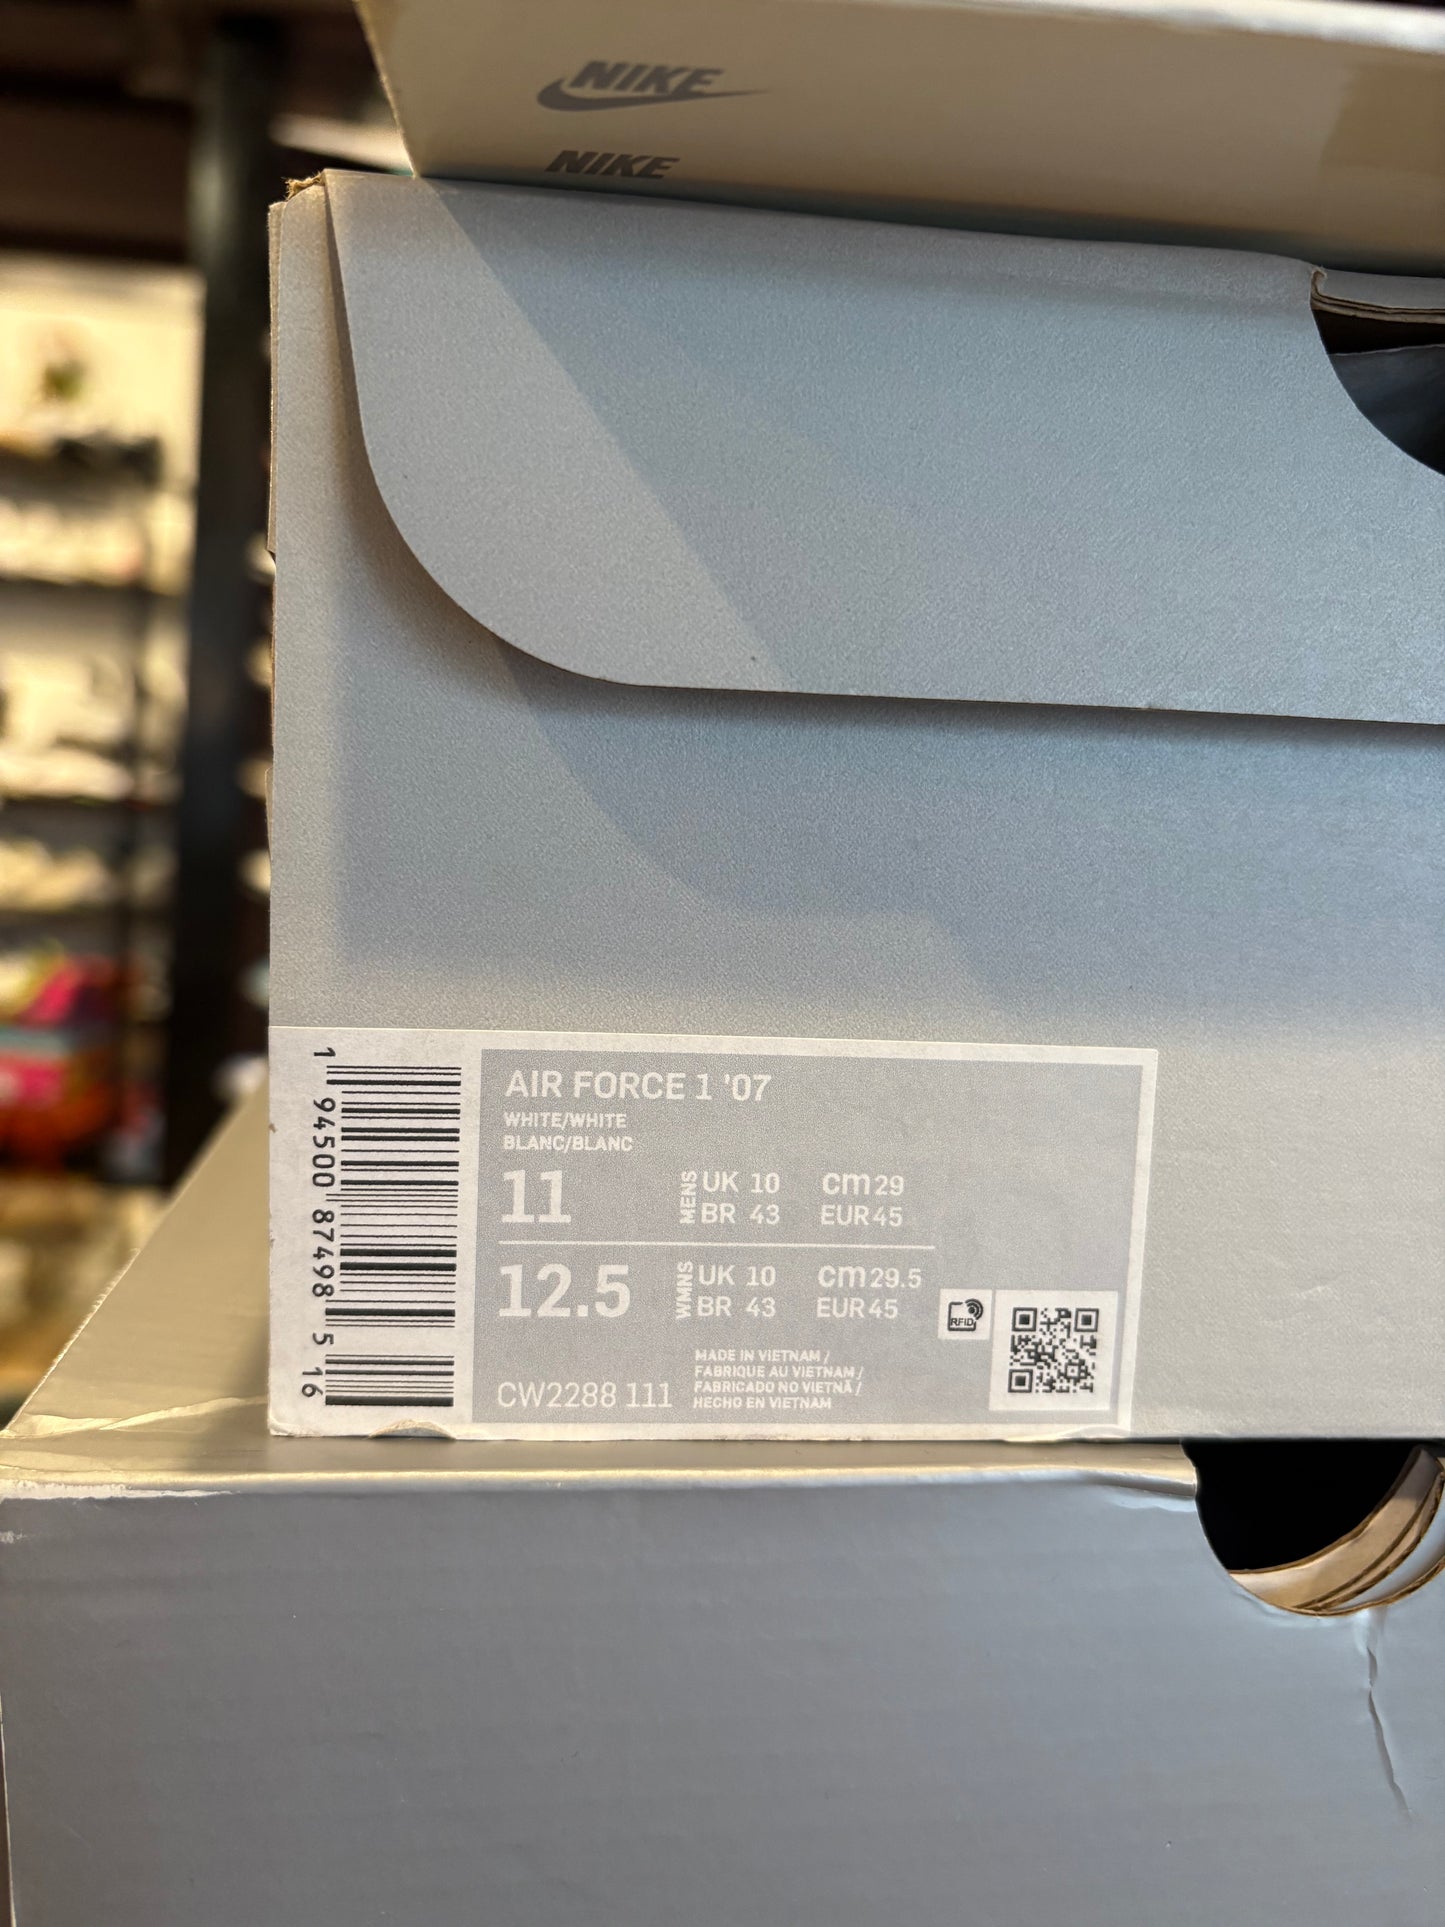 NIKE
NIKE
AIR FORCE 1 '07
WHITE/WHITE
BLANC/BLANC
11 MENS UK 10 cm 29
BR 43 EUR 45
12.5 WMNS UK 10 cm 29.5
BR 43 EUR 45
CW2288 111
MADE IN VIETNAM /
FABRIQUE AU VIETNAM /
FABRICADO NO VIETNÃ /
HECHO EN VIETNAM
RFID
1 94500 87498 5 16